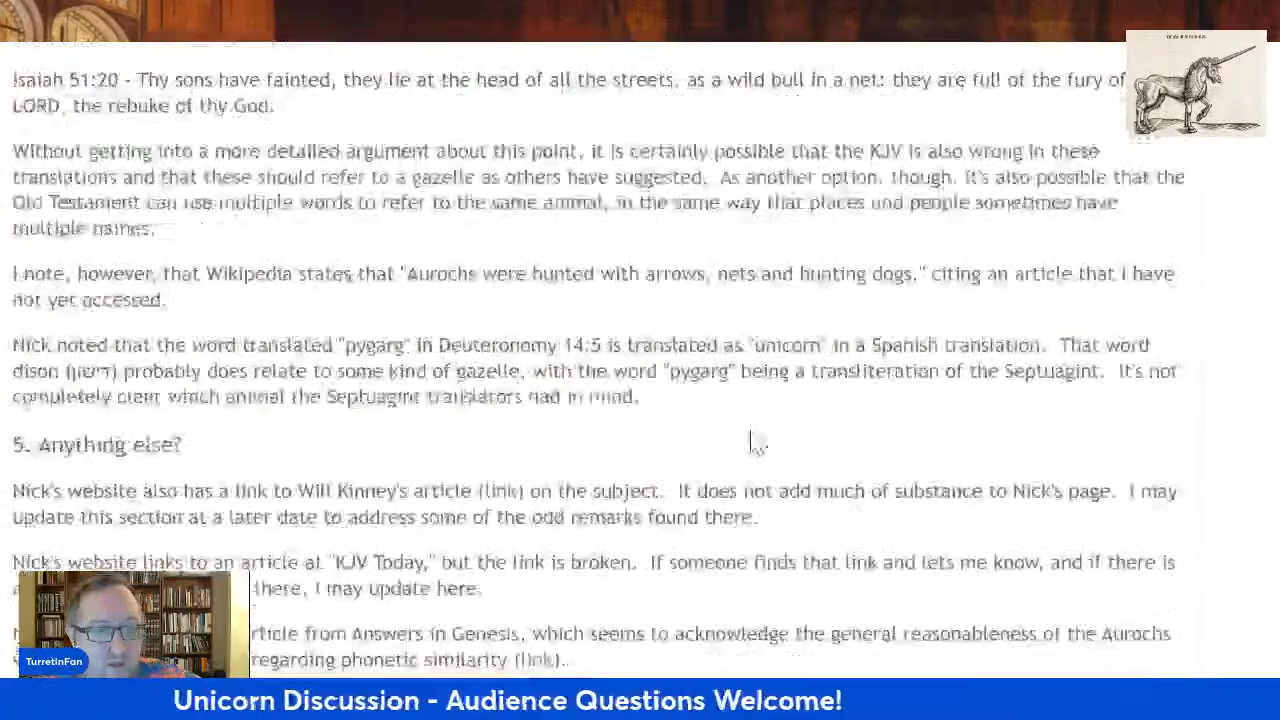 Isaiah 51:20 - Thy sons have fainted, they lie at the head of all the streets, as a wild bull in a net: they are full of the fury of
LORD, the rebuke of thy God.
Without getting into a more detailed argument about this point, it is certainly possible that the KJV is also wrong in these
translations and that these should refer to a gazelle as others have suggested. As another option, though, it's also possible that the
Old Testament can use multiple words to refer to the same animal, in the same way that places and people sometimes have
multiple names.
I note, however, that Wikipedia states that "Aurochs were hunted with arrows, nets and hunting dogs," citing an article that I have
not yet accessed.
Nick noted that the word translated "pygarg" in Deuteronomy 14:5 is translated as "unicorn" in a Spanish translation. That word
dison probably does relate to some kind of gazelle, with the word "pygarg" being a transliteration of the Septuagint. It's not
completely clear which animal the Septuagint translators had in mind.
5. Anything else?
Nick's website also has a link to Will Kinney's article (link) on the subject. It does not add much of substance to Nick's page. I may
update this section at a later date to address some of the odd remarks found there.
Nick's website links to an article at "KJV Today," but the link is broken. If someone finds that link and lets me know, and if there is
there, I may update here.
rticle from Answers in Genesis, which seems to acknowledge the general reasonableness of the Aurochs
regarding phonetic similarity (link).
TurretinFan
Unicorn Discussion - Audience Questions Welcome!